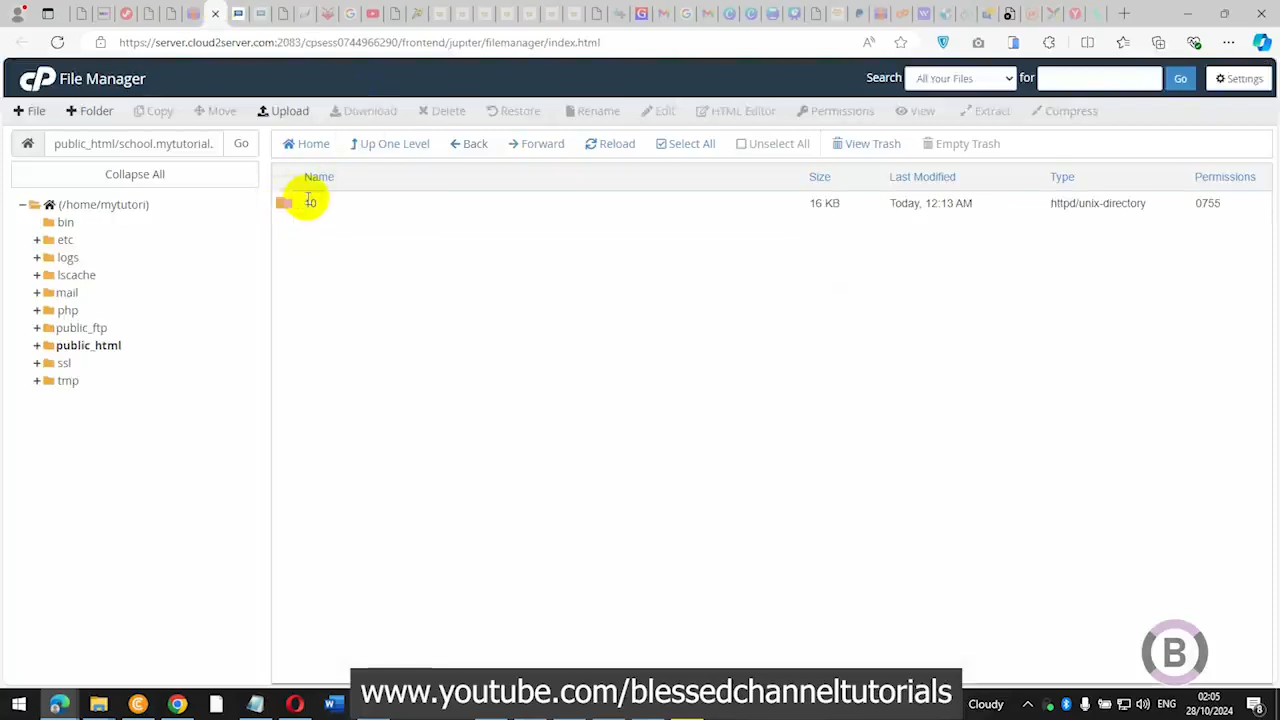 https://server.cloud2server.com:2083/cpsess0744966290/frontend/jupiter/filemanager/index.html
cP File Manager
Search All Your Files for Go Settings
+ File + Folder Copy Move Upload Download Delete Restore Rename Edit HTML Editor Permissions View Extract Compress
public_html/school.mytutorial. Go Home Up One Level Back Forward Reload Select All Unselect All View Trash Empty Trash
Collapse All
Name Size Last Modified Type Permissions
10 16 KB Today, 12:13 AM httpd/unix-directory 0755
(/home/mytutori)
bin
etc
logs
lscache
mail
php
public_ftp
public_html
ssl
tmp
B
www.youtube.com/blessedchanneltutorials
Cloudy ENG 02:05
28/10/2024